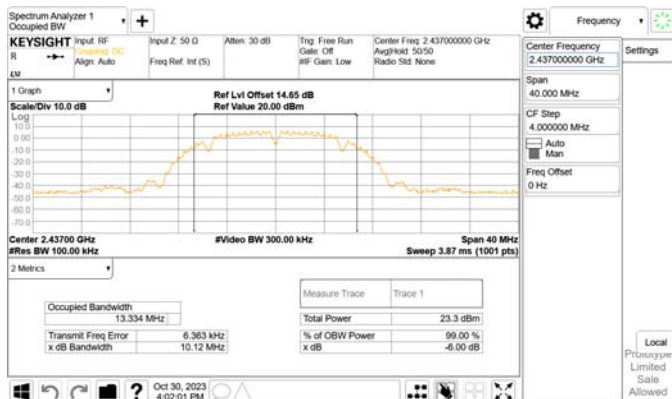 Spectrum Analyzer 1
Occupied BW
Frequency
KEYSIGHT
Input: RF
Input Z: 50 Ω
Atten: 30 dB
Trig: Free Run
Center Freq: 2.437000000 GHz
R
Coupling: DC
Gate: Off
Avg|Hold: 50/50
Align: Auto
Freq Ref: Int (S)
#IF Gain: Low
Radio Std: None
LXI
Center Frequency
2.437000000 GHz
Settings
Span
40.000 MHz
CF Step
4.000000 MHz
Auto
Man
Freq Offset
0 Hz
1 Graph
Ref Lvl Offset 14.65 dB
Scale/Div 10.0 dB
Ref Value 20.00 dBm
Log
10.0
0.00
-10.0
-20.0
-30.0
-40.0
-50.0
-60.0
-70.0
Center 2.43700 GHz
#Video BW 300.00 kHz
Span 40 MHz
#Res BW 100.00 kHz
Sweep 3.87 ms (1001 pts)
2 Metrics
Measure Trace
Trace 1
Occupied Bandwidth
13.334 MHz
Total Power
23.3 dBm
Transmit Freq Error
6.363 kHz
% of OBW Power
99.00 %
x dB Bandwidth
10.12 MHz
x dB
-6.00 dB
Local
Prototype
Limited
Sale
Allowed
?
Oct 30, 2023
4:02:01 PM